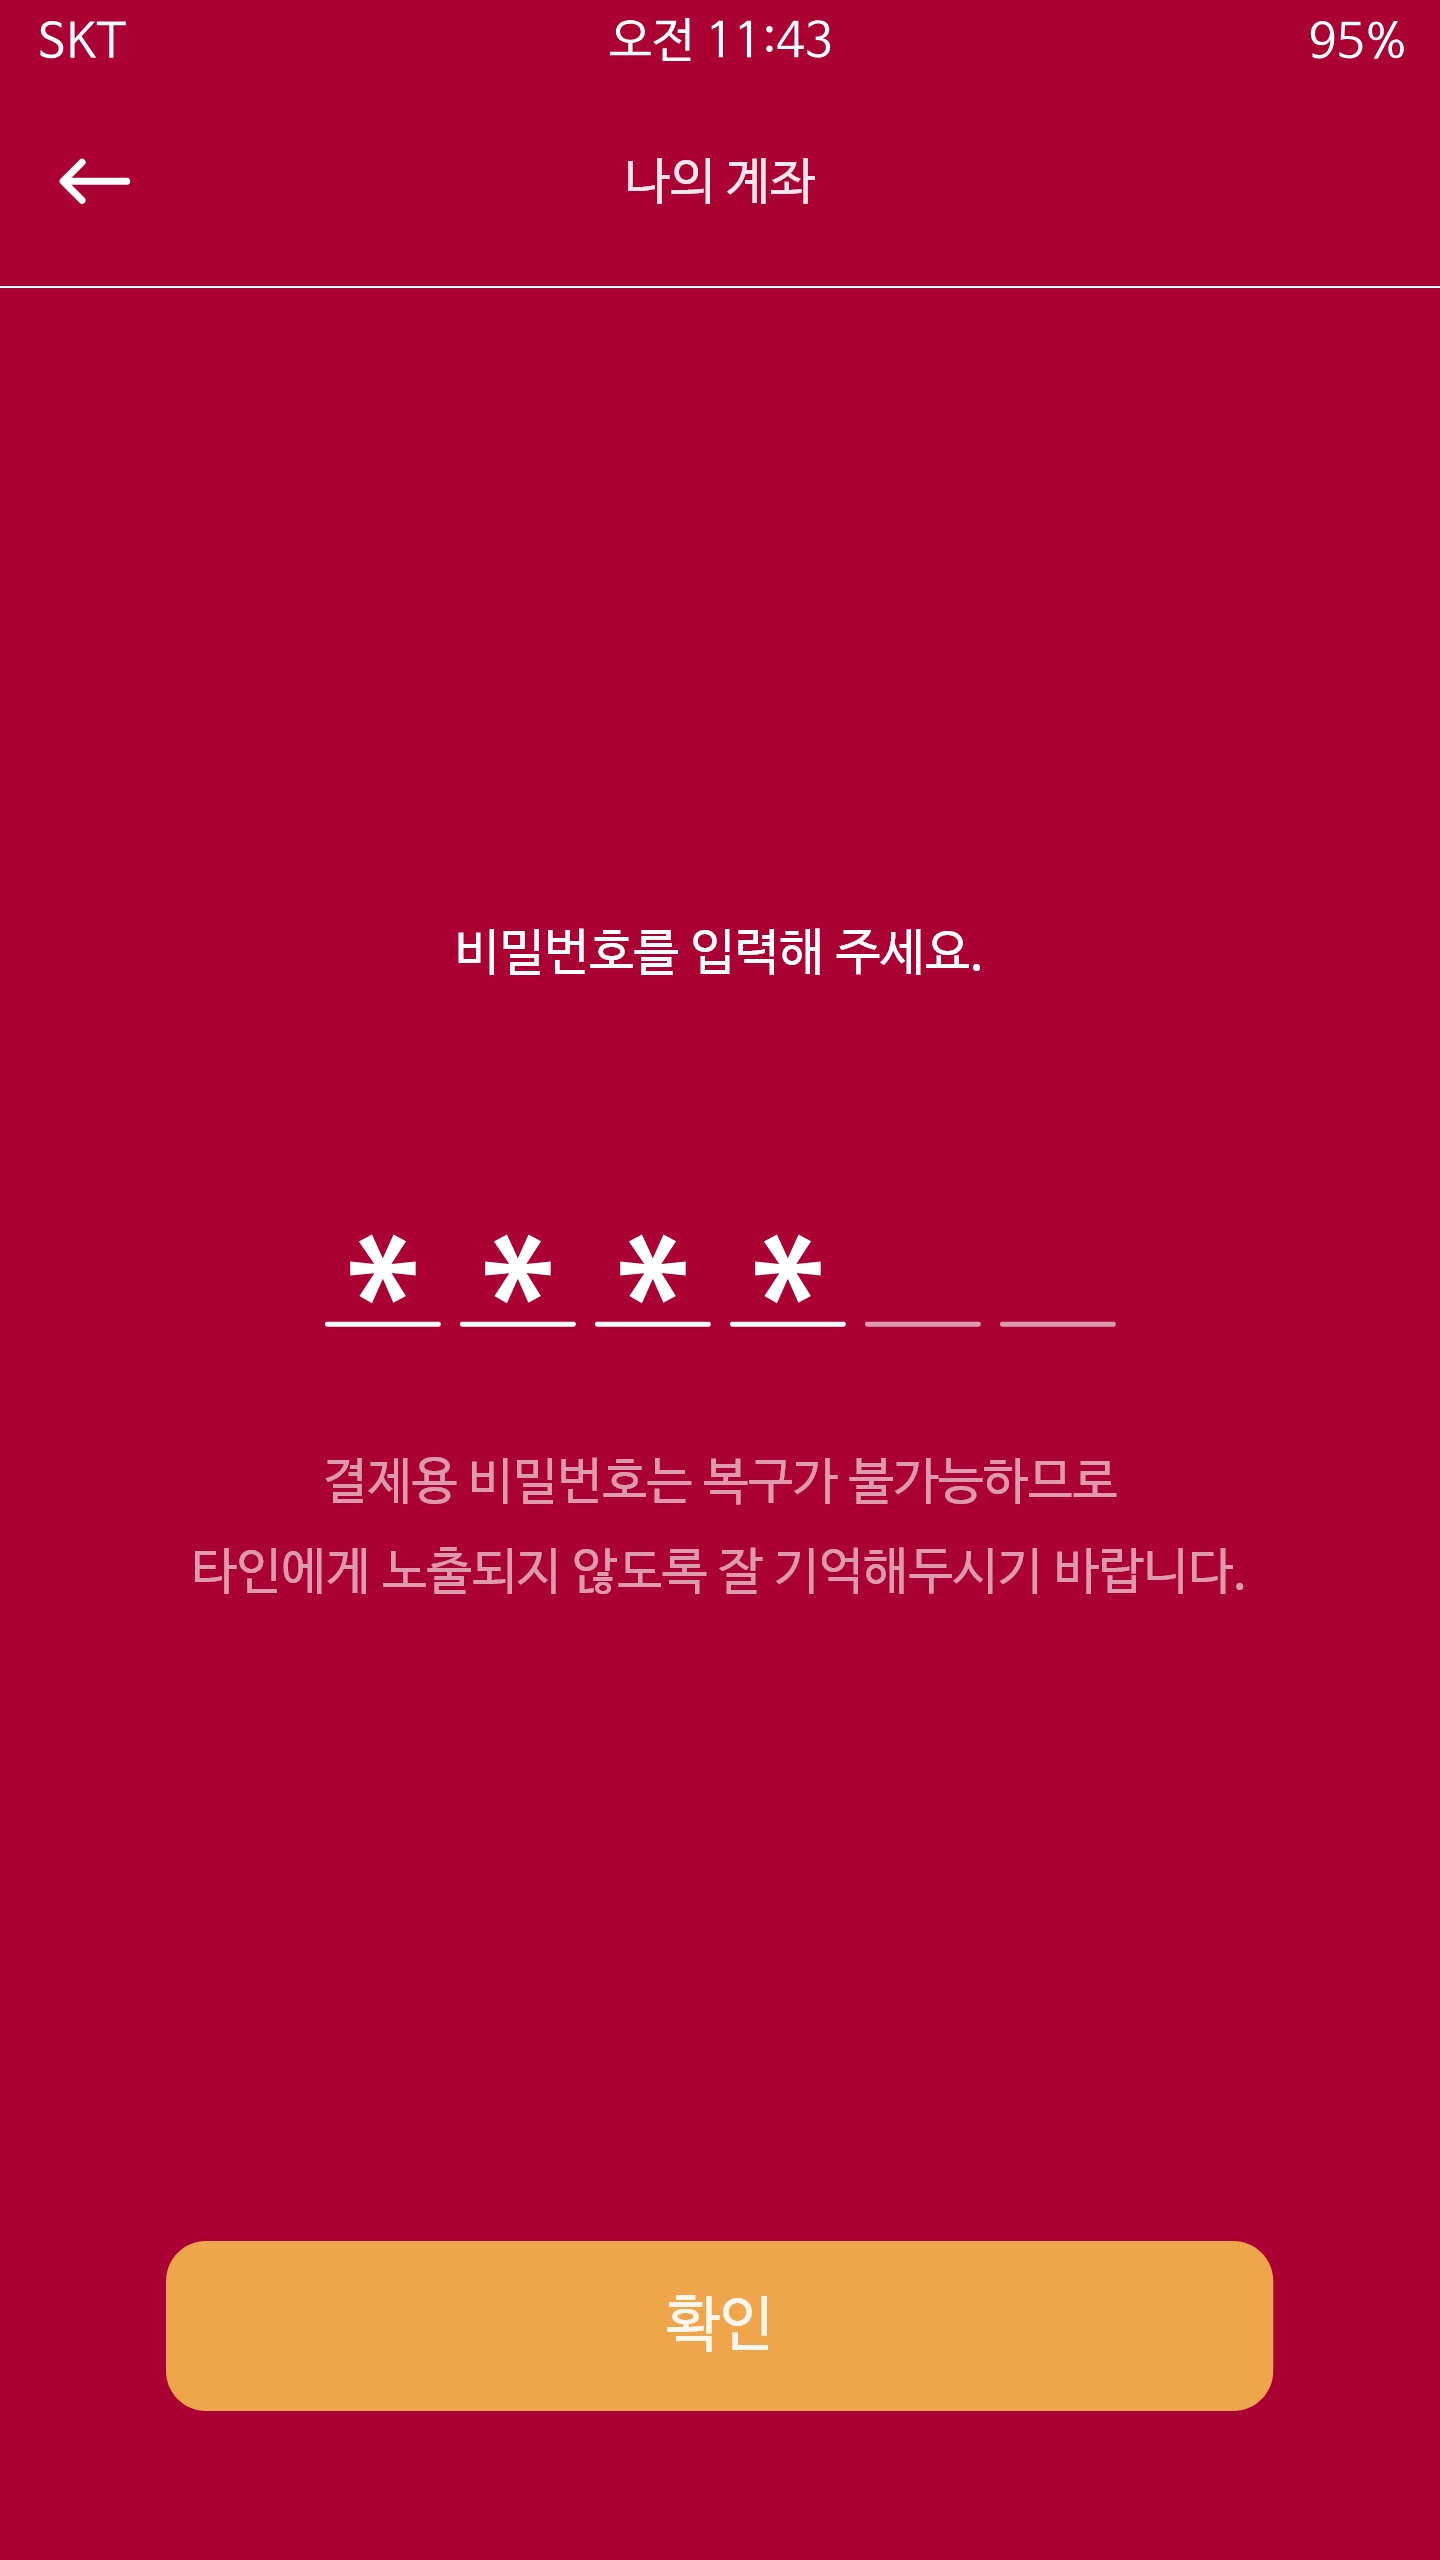 SKT 오전 11:43 95%
나의 계좌
비밀번호를 입력해 주세요.
* * * *
결제용 비밀번호는 복구가 불가능하므로
타인에게 노출되지 않도록 잘 기억해두시기 바랍니다.
확인